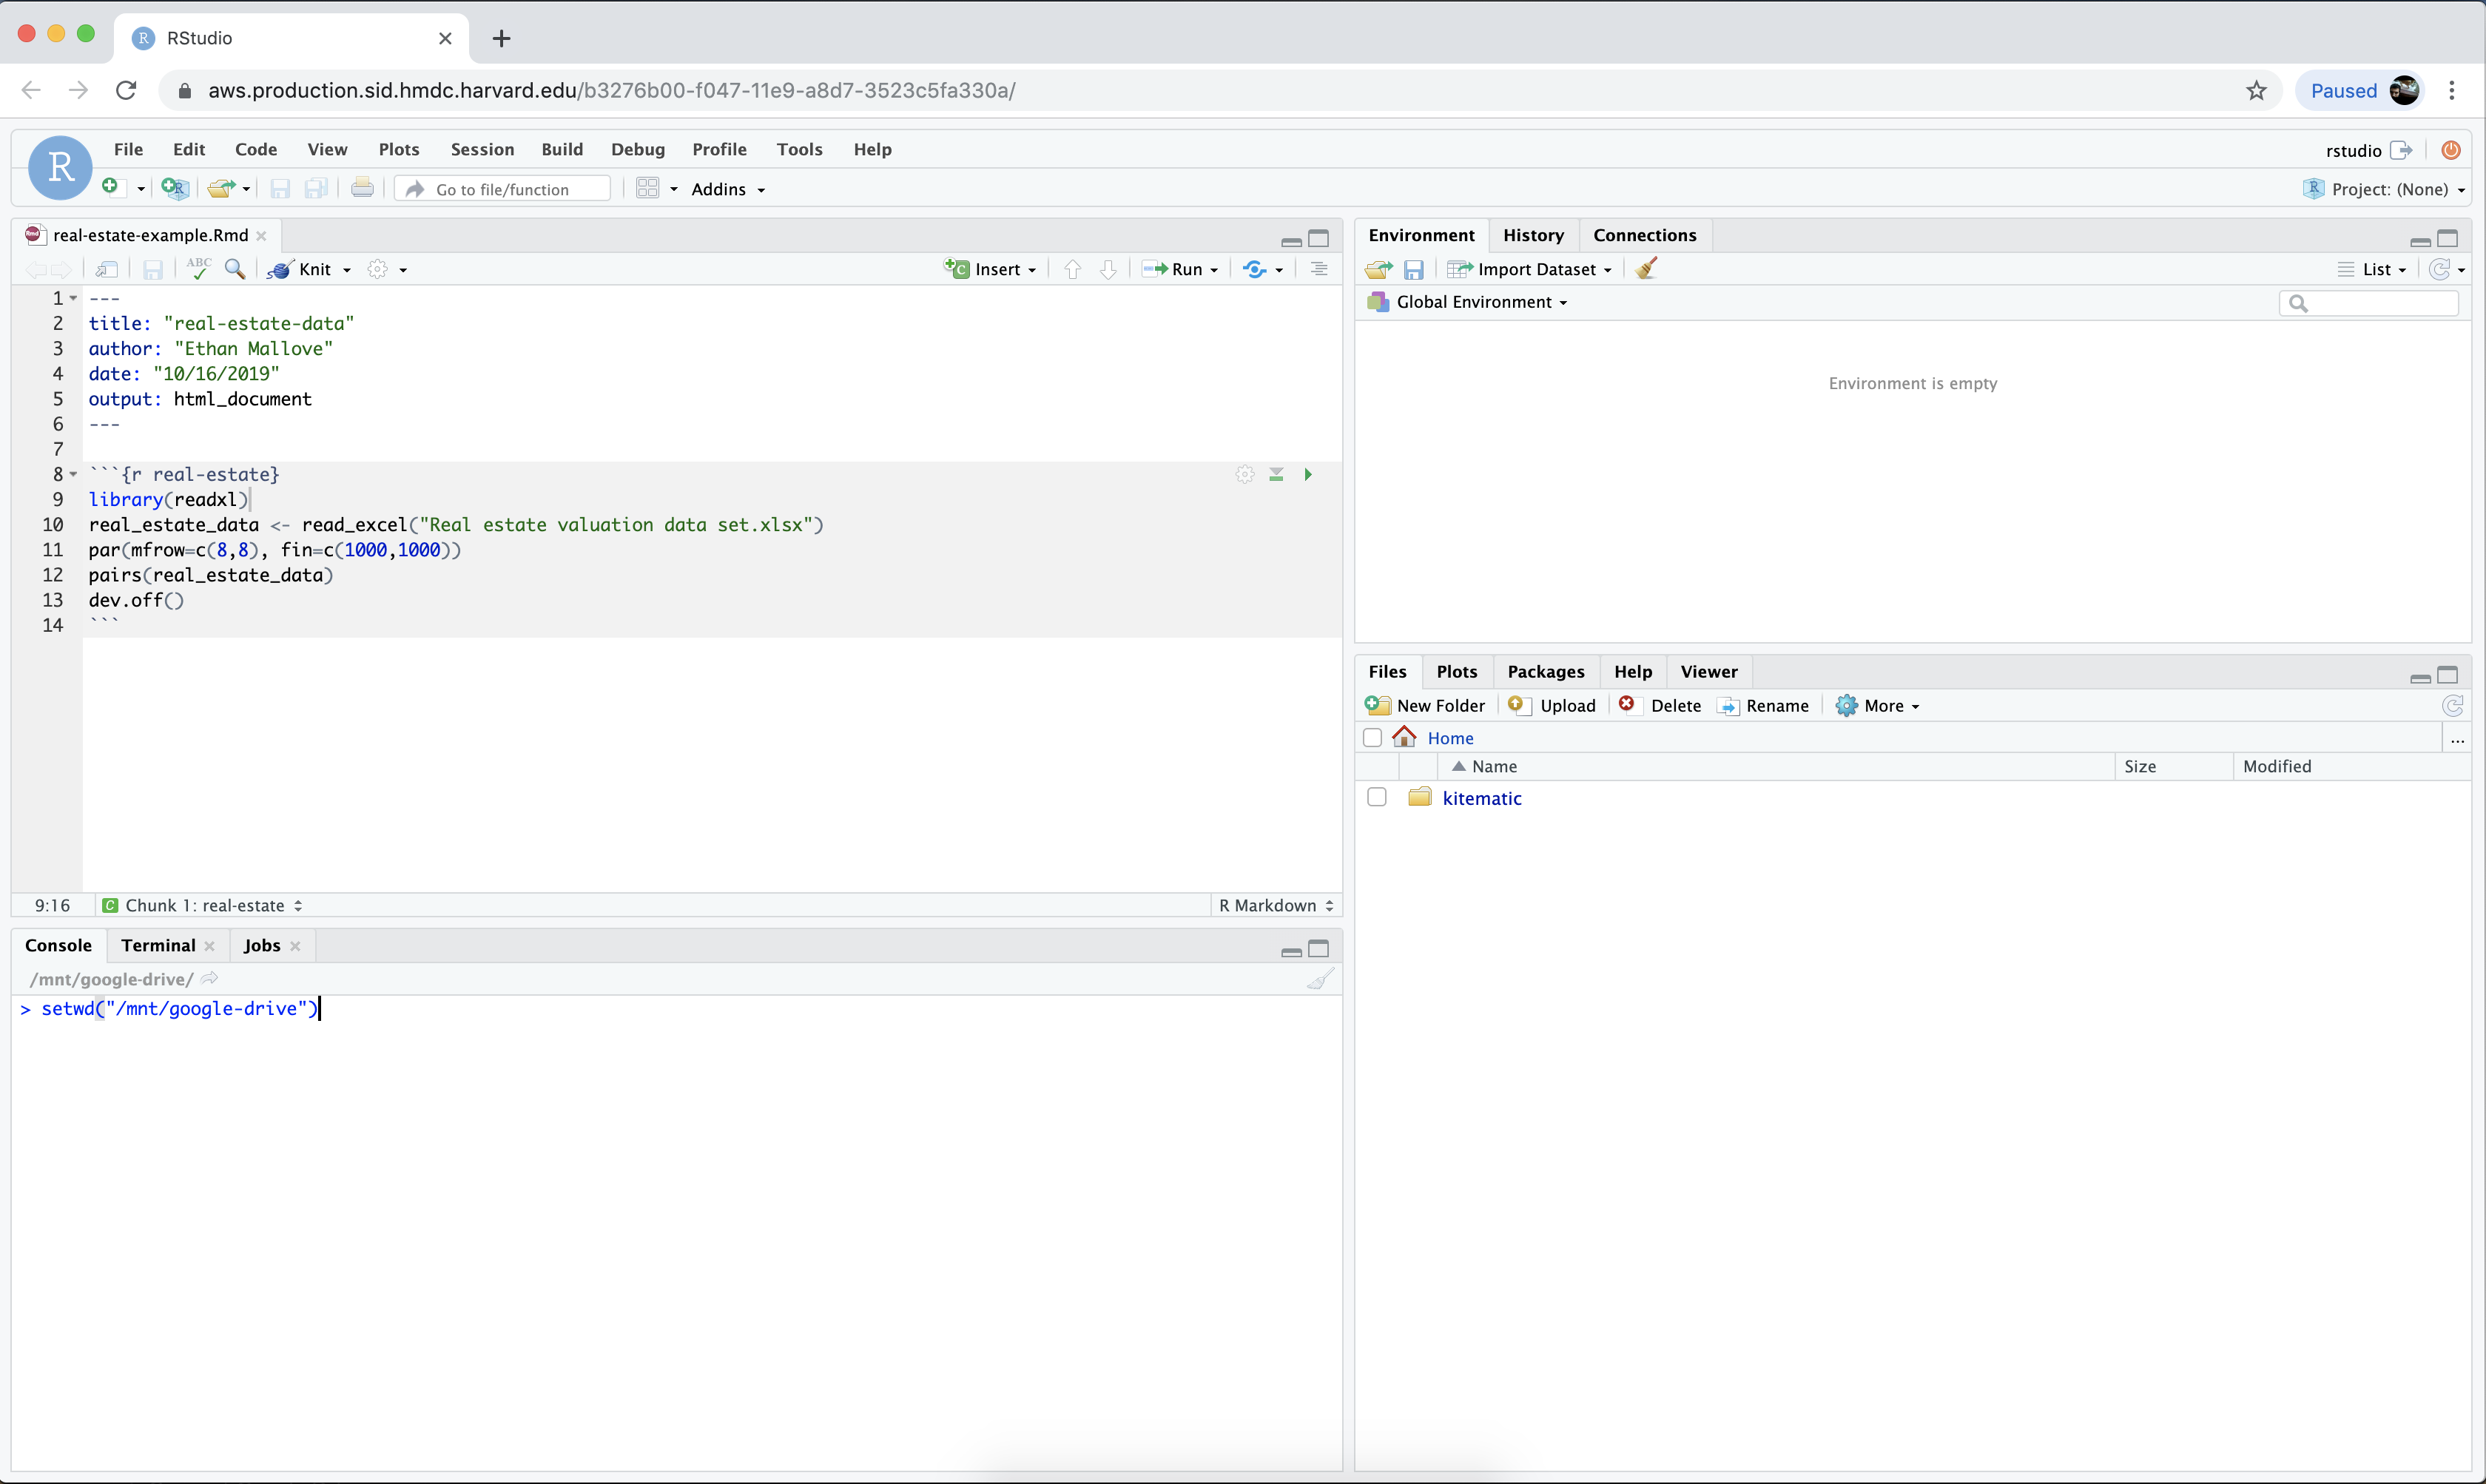 RStudio
aws.production.sid.hmdc.harvard.edu/b3276b00-f047-11e9-a8d7-3523c5fa330a/
Paused
R
File Edit Code View Plots Session Build Debug Profile Tools Help
rstudio
Go to file/function
Addins
Project: (None)
real-estate-example.Rmd
ABC
Knit
Insert
Run
1 ---
2 title: "real-estate-data"
3 author: "Ethan Mallove"
4 date: "10/16/2019"
5 output: html_document
6 ---
7
8 ```{r real-estate}
9 library(readxl)
10 real_estate_data <- read_excel("Real estate valuation data set.xlsx")
11 par(mfrow=c(8,8), fin=c(1000,1000))
12 pairs(real_estate_data)
13 dev.off()
14 ```
9:16 C Chunk 1: real-estate
R Markdown
Console Terminal Jobs
/mnt/google-drive/
> setwd("/mnt/google-drive")
Environment History Connections
Import Dataset
List
Global Environment
Environment is empty
Files Plots Packages Help Viewer
New Folder Upload Delete Rename More
Home
...
Name Size Modified
kitematic